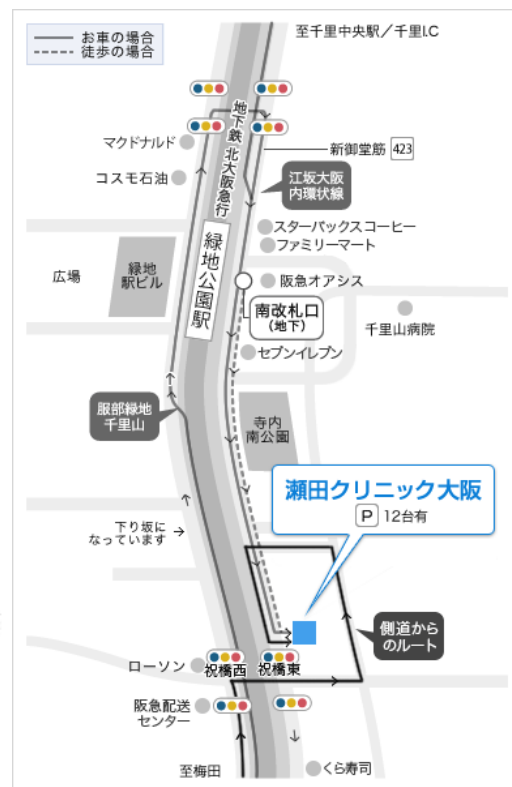 お車の場合
徒歩の場合
至千里中央駅／千里I.C
地下鉄 北大阪急行
マクドナルド
新御堂筋 423
コスモ石油
江坂大阪
内環状線
スターバックスコーヒー
ファミリーマート
緑地公園駅
広場
緑地
駅ビル
阪急オアシス
南改札口
(地下)
千里山病院
セブンイレブン
服部緑地
千里山
寺内
南公園
瀬田クリニック大阪
P 12台有
下り坂に
なっています
側道から
のルート
ローソン
祝橋西
祝橋東
阪急配送
センター
至梅田
くら寿司